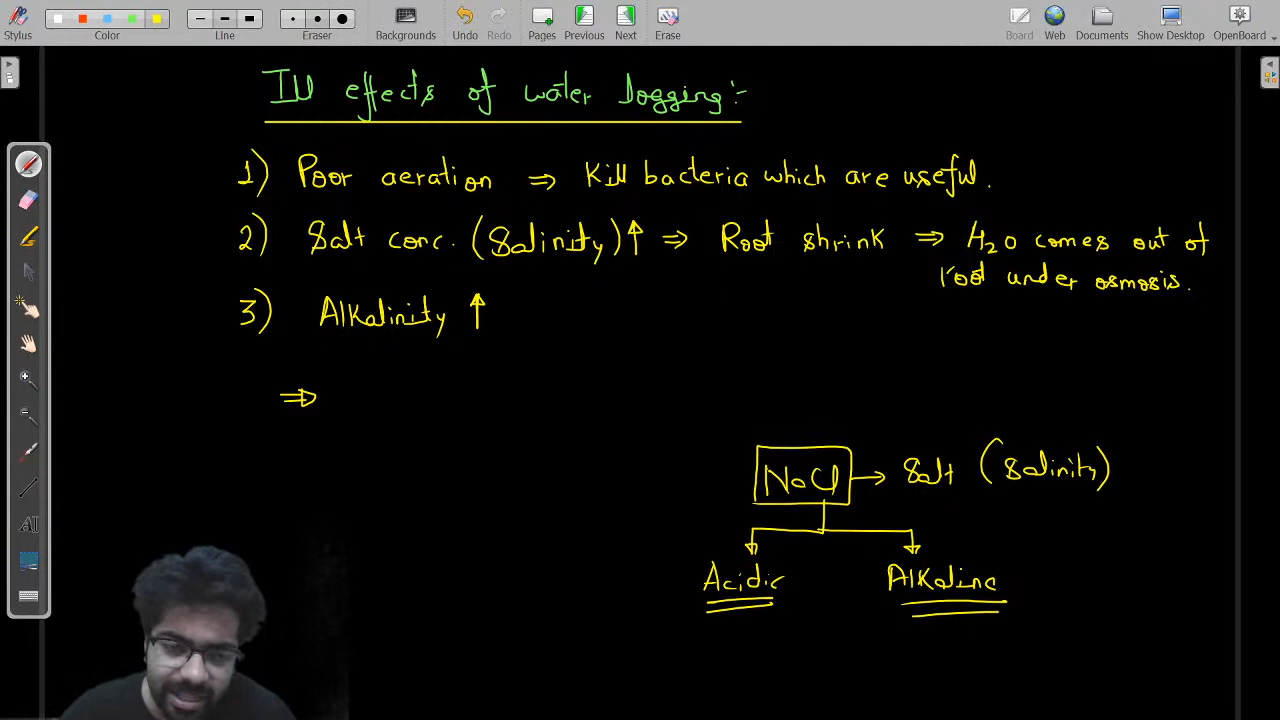 Stylus Color Line Eraser Backgrounds Undo Redo Pages Previous Next Erase Board Web Documents Show Desktop OpenBoard
Ill effects of water logging :-
1) Poor aeration ⇒ Kill bacteria which are useful.
2) Salt conc. (Salinity) ↑ ⇒ Root shrink ⇒ H₂O comes out of
root under osmosis.
3) Alkalinity ↑
⇒
NaCl → Salt (Salinity)
Acidic Alkaline